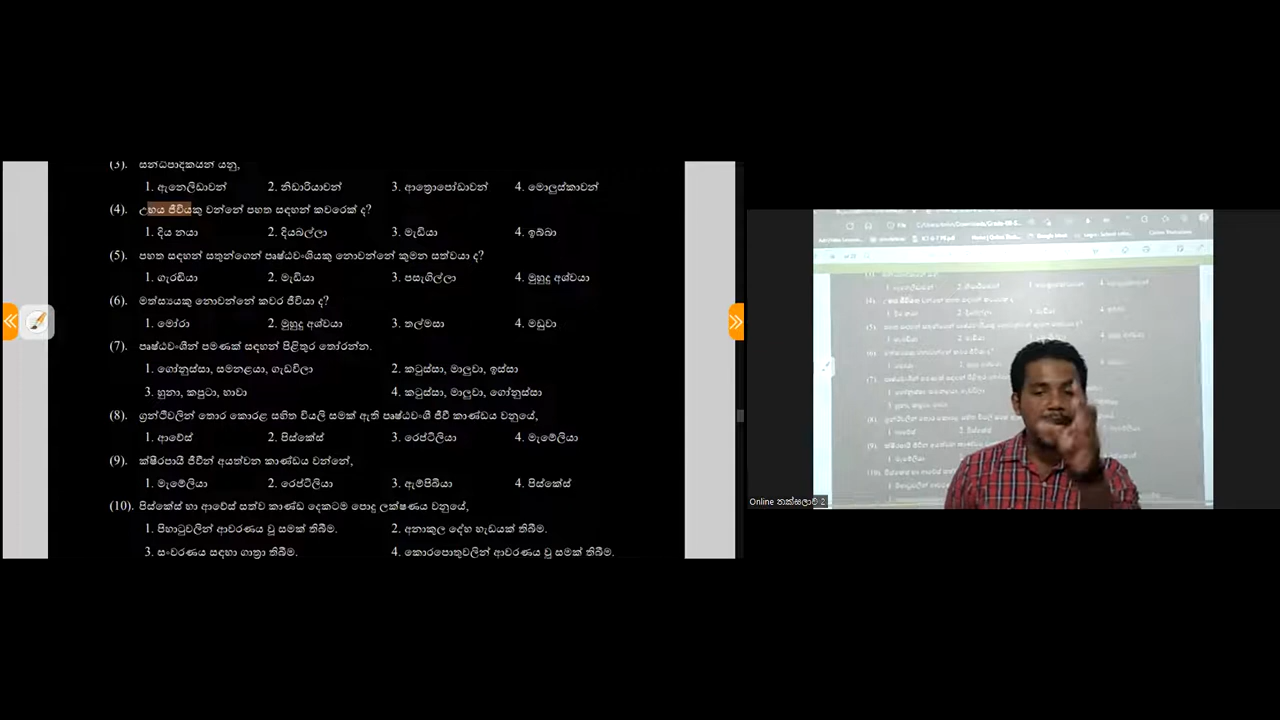 (3). සන්ධිපාදකයන් යනු,
1. ඇනෙලිඩාවන් 2. නිඩාරියාවන් 3. ආත්‍රොපෝඩාවන් 4. මොලුස්කාවන්
(4). උභය ජීවියකු වන්නේ පහත සඳහන් කවරෙක් ද?
1. දිය නයා 2. දියබල්ලා 3. මැඩියා 4. ඉබ්බා
(5). පහත සඳහන් සතුන්ගෙන් පෘෂ්ඨවංශියකු නොවන්නේ කුමන සත්වයා ද?
1. ගැරඬියා 2. මැඩියා 3. පසැගිල්ලා 4. මුහුදු අශ්වයා
(6). මත්ස්‍යයකු නොවන්නේ කවර ජීවියා ද?
1. මෝරා 2. මුහුදු අශ්වයා 3. තල්මසා 4. මඩුවා
(7). පෘෂ්ඨවංශීන් පමණක් සඳහන් පිළිතුර තෝරන්න.
1. ගෝනුස්සා, සමනළයා, ගැඩවිලා 2. කටුස්සා, මාලුවා, ඉස්සා
3. හුනා, කපුටා, හාවා 4. කටුස්සා, මාලුවා, ගෝනුස්සා
(8). ග්‍රන්ථිවලින් තොර කොරළ සහිත වියලි සමක් ඇති පෘෂ්ඨවංශී ජීවී කාණ්ඩය වනුයේ,
1. ආවේස් 2. පිස්කේස් 3. රෙප්ටීලියා 4. මැමේලියා
(9). ක්ෂීරපායී ජීවීන් අයත්වන කාණ්ඩය වන්නේ,
1. මැමේලියා 2. රෙප්ටීලියා 3. ඇම්පිබියා 4. පිස්කේස්
(10). පිස්කේස් හා ආවේස් සත්ව කාණ්ඩ දෙකටම පොදු ලක්ෂණය වනුයේ,
1. පිහාටුවලින් ආවරණය වූ සමක් තිබීම. 2. අනාකූල දේහ හැඩයක් තිබීම.
3. සංචරණය සඳහා ගාත්‍රා තිබීම. 4. කොරපොතුවලින් ආවරණය වූ සමක් තිබීම.
Online තක්සලාව